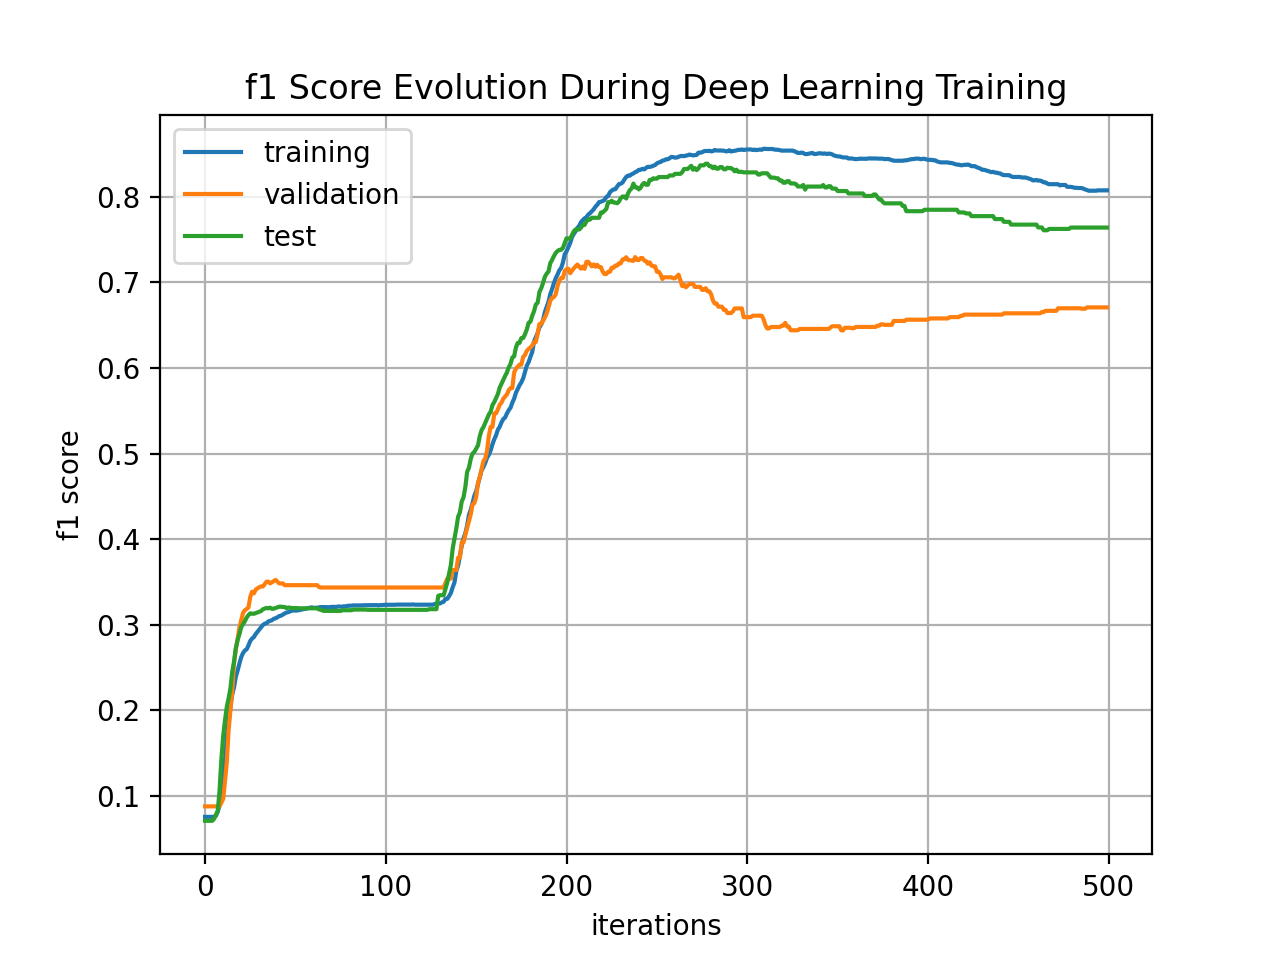 f1 Score Evolution During Deep Learning Training
training
validation
test
0.8
0.7
0.6
0.5
0.4
0.3
0.2
0.1
f1 score
0 100 200 300 400 500
iterations